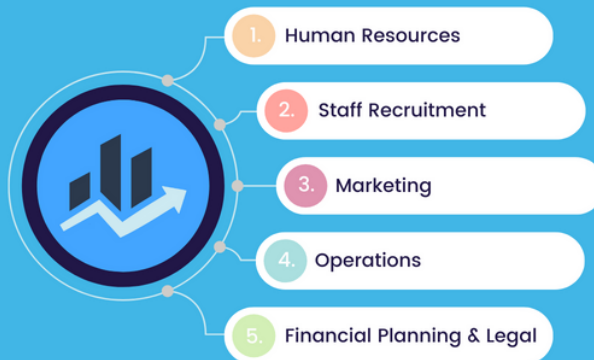 1. Human Resources
2. Staff Recruitment
3. Marketing
4. Operations
5. Financial Planning & Legal